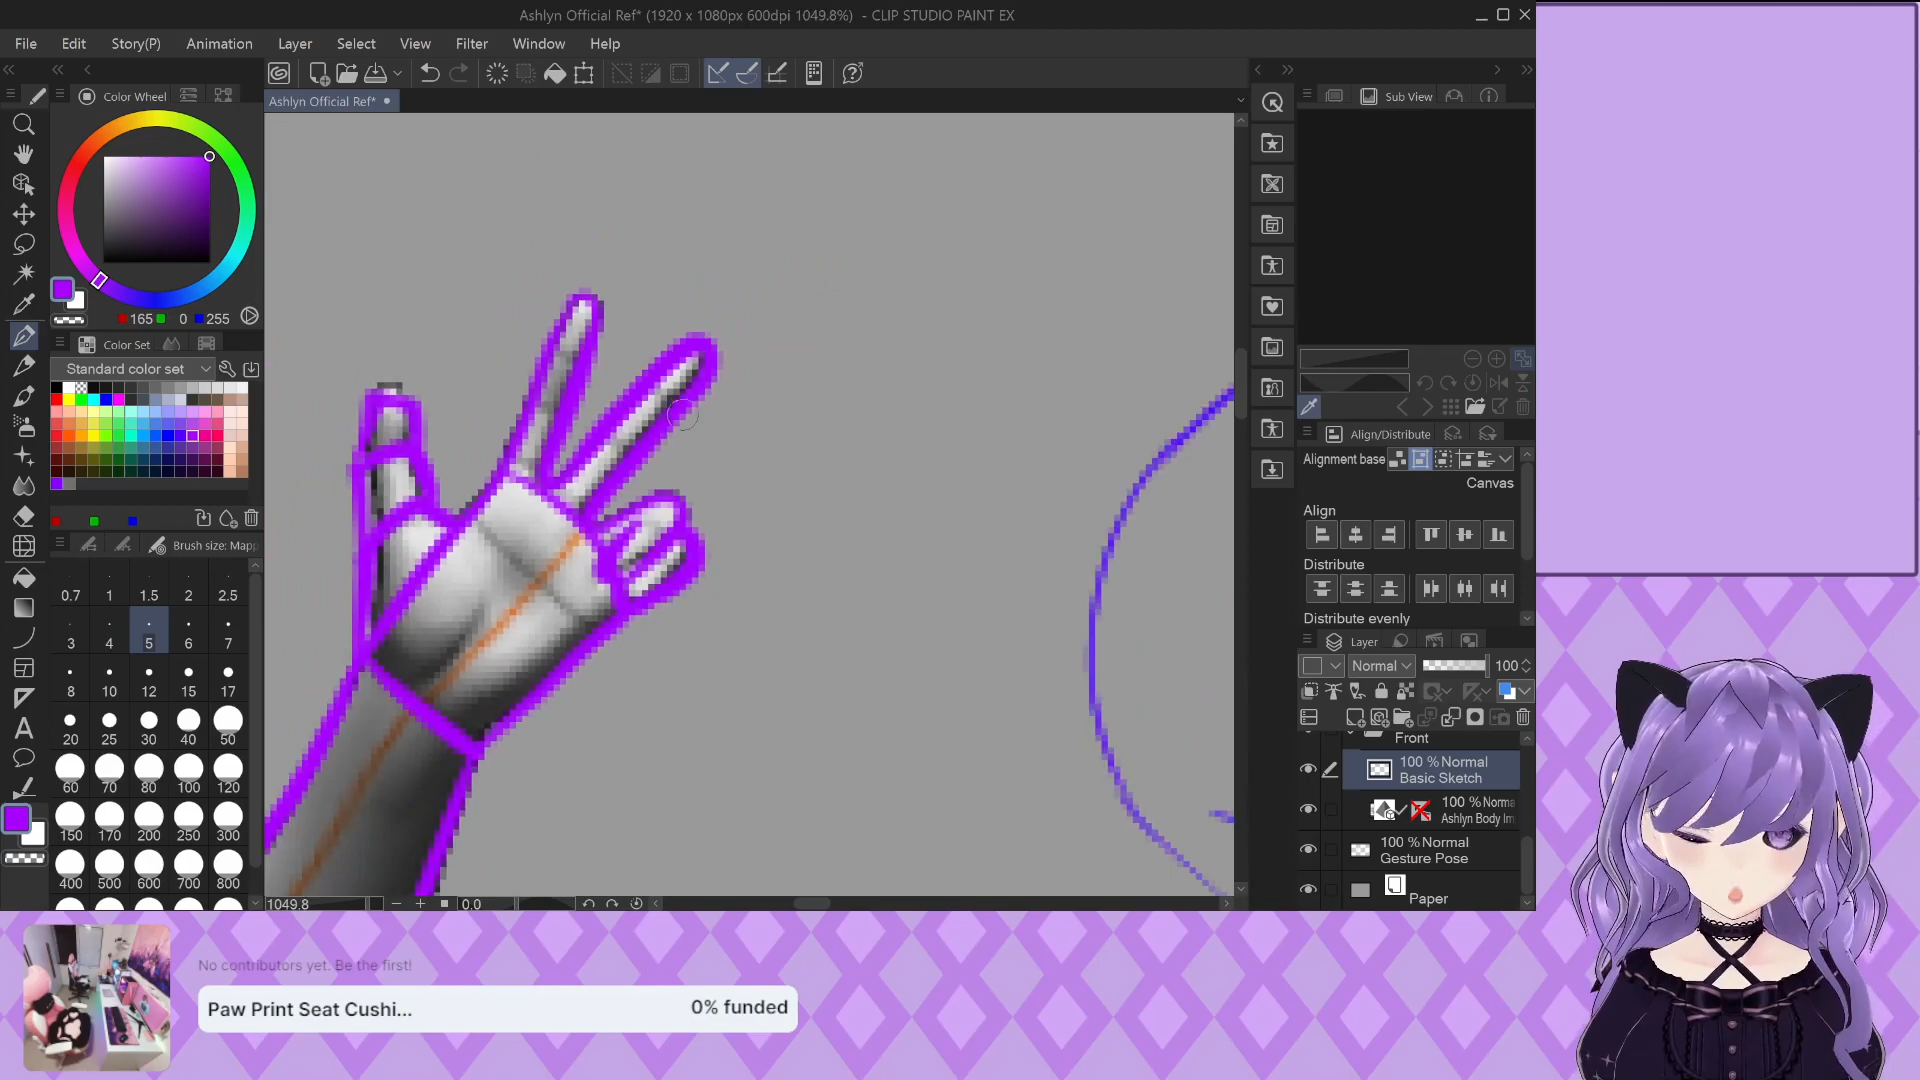 Ashlyn Official Ref* (1920 x 1080px 600dpi 1049.8%) - CLIP STUDIO PAINT EX
File Edit Story(P) Animation Layer Select View Filter Window Help
Ashlyn Official Ref*
Color Wheel
165 0 255
Color Set
Standard color set
Brush size: Mapp
0.7 1 1.5 2 2.5
3 4 5 6 7
8 10 12 15 17
20 25 30 40 50
60 70 80 100 120
150 170 200 250 300
400 500 600 700 800
1049.8
0.0
Sub View
Align/Distribute
Alignment base
Canvas
Align
Distribute
Distribute evenly
Layer
Normal
100
Front
100 % Normal
Basic Sketch
100 % Norma
Ashlyn Body Im
100 % Normal
Gesture Pose
Paper
No contributors yet. Be the first!
Paw Print Seat Cushi...
0% funded